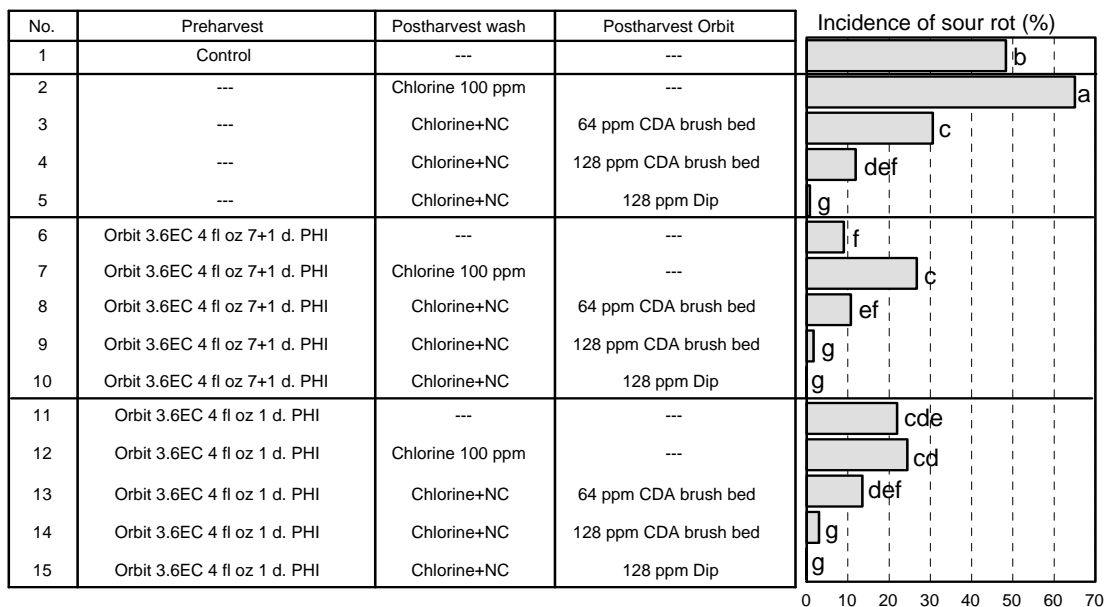 No. Preharvest Postharvest wash Postharvest Orbit Incidence of sour rot (%)
1 Control --- --- b
2 --- Chlorine 100 ppm --- a
3 --- Chlorine+NC 64 ppm CDA brush bed c
4 --- Chlorine+NC 128 ppm CDA brush bed def
5 --- Chlorine+NC 128 ppm Dip g
6 Orbit 3.6EC 4 fl oz 7+1 d. PHI --- --- f
7 Orbit 3.6EC 4 fl oz 7+1 d. PHI Chlorine 100 ppm --- c
8 Orbit 3.6EC 4 fl oz 7+1 d. PHI Chlorine+NC 64 ppm CDA brush bed ef
9 Orbit 3.6EC 4 fl oz 7+1 d. PHI Chlorine+NC 128 ppm CDA brush bed g
10 Orbit 3.6EC 4 fl oz 7+1 d. PHI Chlorine+NC 128 ppm Dip g
11 Orbit 3.6EC 4 fl oz 1 d. PHI --- --- cde
12 Orbit 3.6EC 4 fl oz 1 d. PHI Chlorine 100 ppm --- cd
13 Orbit 3.6EC 4 fl oz 1 d. PHI Chlorine+NC 64 ppm CDA brush bed def
14 Orbit 3.6EC 4 fl oz 1 d. PHI Chlorine+NC 128 ppm CDA brush bed g
15 Orbit 3.6EC 4 fl oz 1 d. PHI Chlorine+NC 128 ppm Dip g
0 10 20 30 40 50 60 70